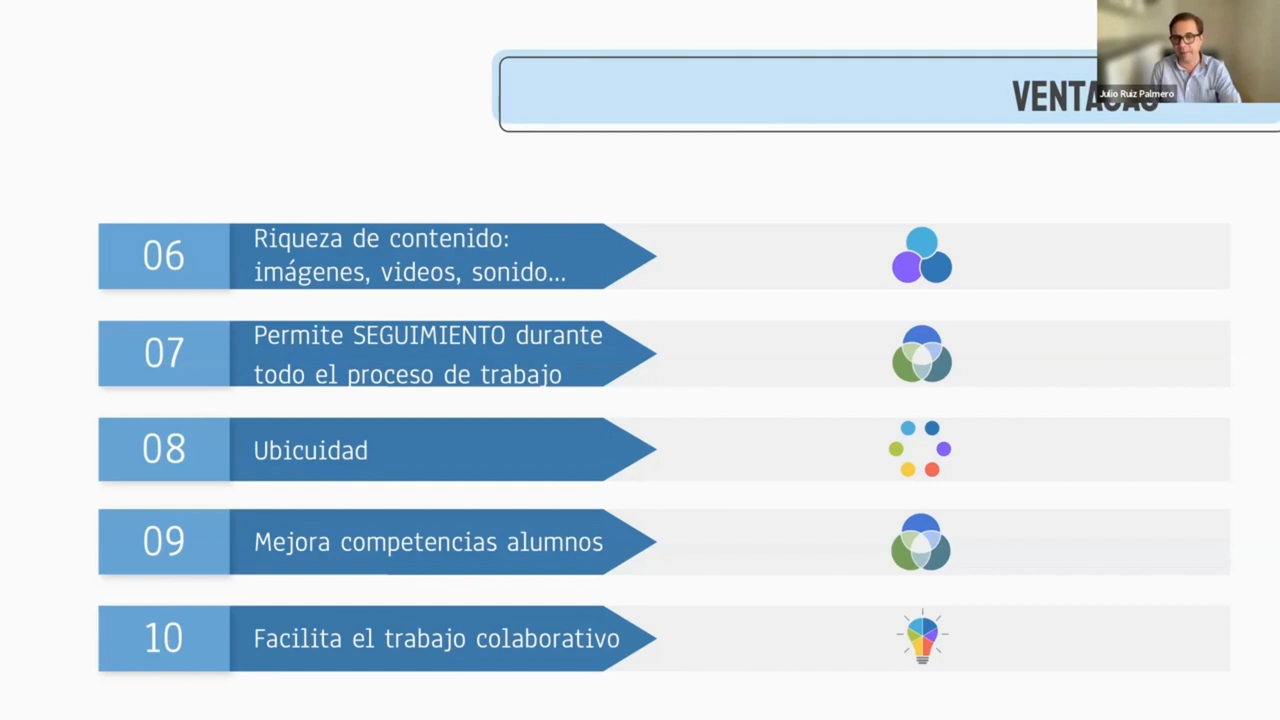 Julio Ruiz Palmero
06
Riqueza de contenido:
imágenes, videos, sonido...
07
Permite SEGUIMIENTO durante
todo el proceso de trabajo
08
Ubicuidad
09
Mejora competencias alumnos
10
Facilita el trabajo colaborativo